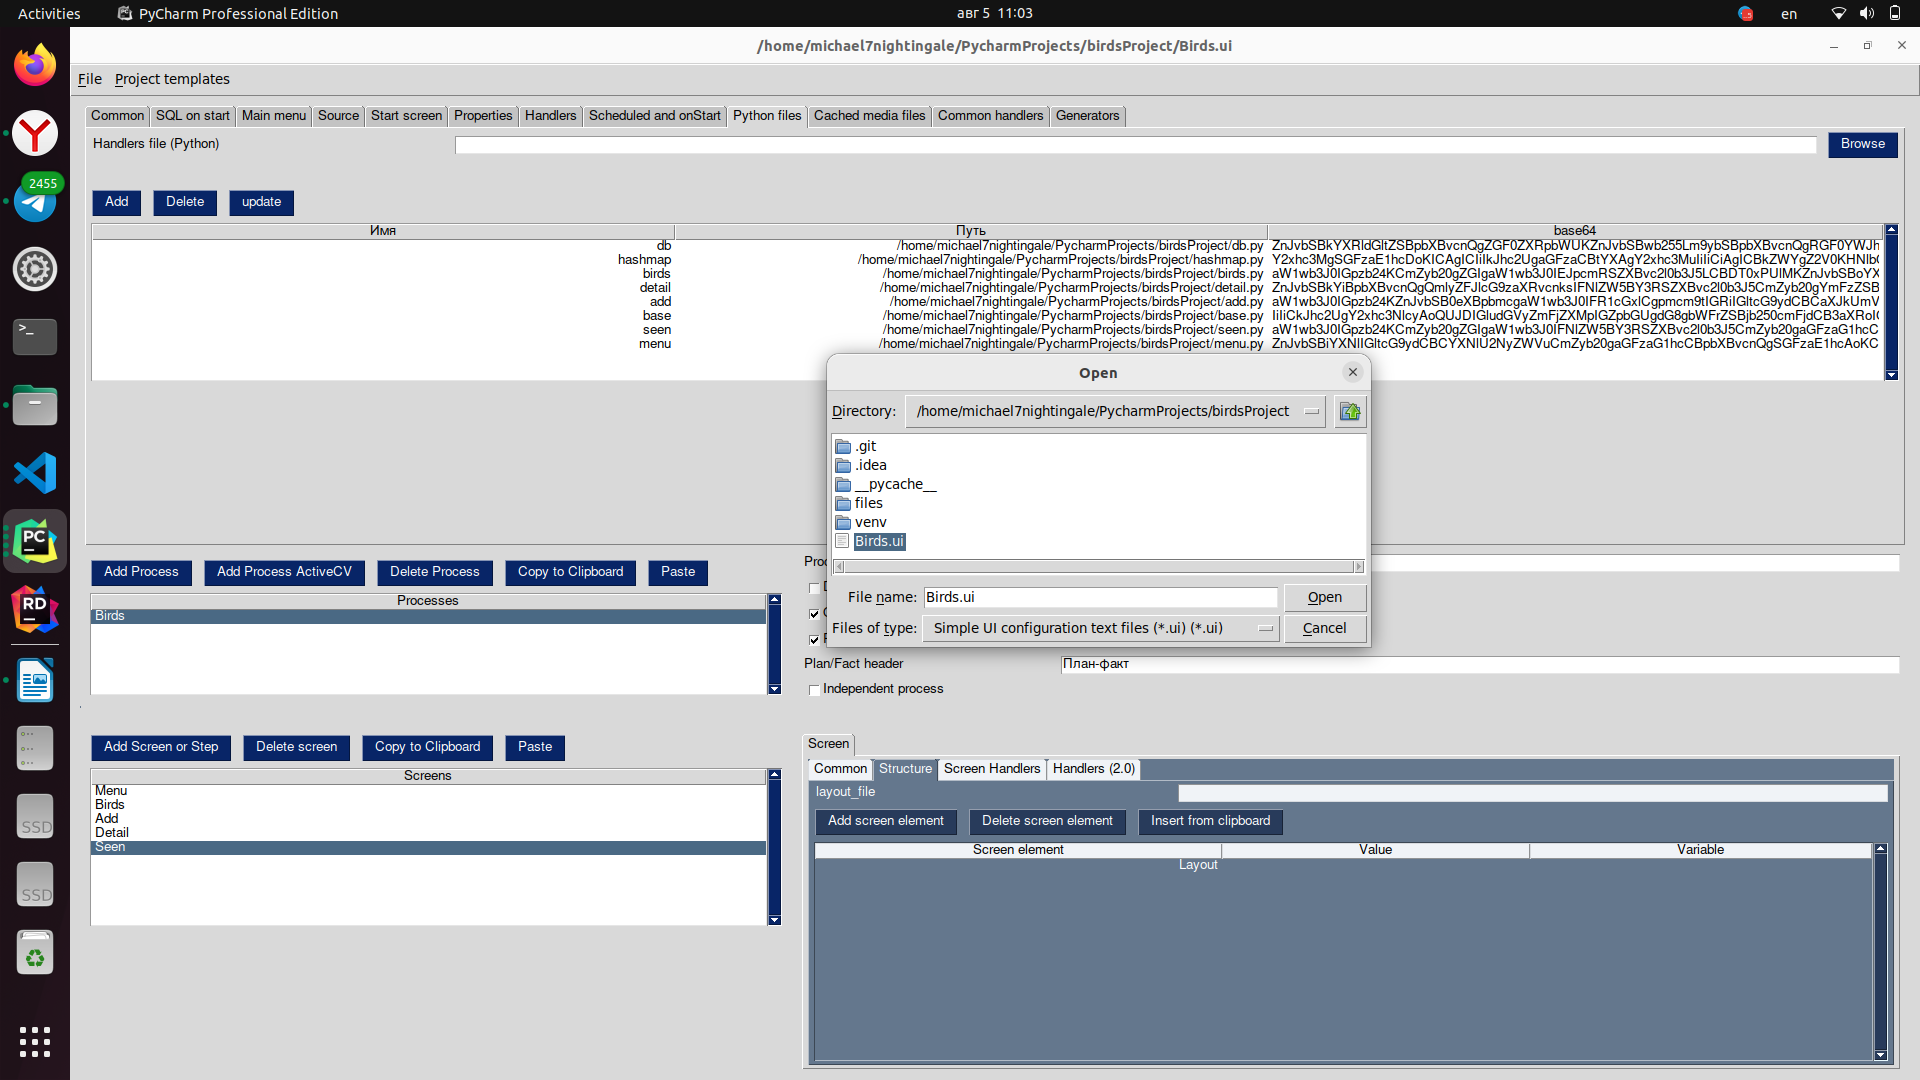 Activities
PyCharm Professional Edition
авг 5 11:03
en
/home/michael7nightingale/PycharmProjects/birdsProject/Birds.ui
File
Project templates
Common
SQL on start
Main menu
Source
Start screen
Properties
Handlers
Scheduled and onStart
Python files
Cached media files
Common handlers
Generators
Handlers file (Python)
Browse
2455
Add
Delete
update
Имя
Путь
base64
db
/home/michael7nightingale/PycharmProjects/birdsProject/db.py
hashmap
/home/michael7nightingale/PycharmProjects/birdsProject/hashmap.py
birds
/home/michael7nightingale/PycharmProjects/birdsProject/birds.py
detail
/home/michael7nightingale/PycharmProjects/birdsProject/detail.py
add
/home/michael7nightingale/PycharmProjects/birdsProject/add.py
base
/home/michael7nightingale/PycharmProjects/birdsProject/base.py
seen
/home/michael7nightingale/PycharmProjects/birdsProject/seen.py
menu
/home/michael7nightingale/PycharmProjects/birdsProject/menu.py
Open
Directory:
/home/michael7nightingale/PycharmProjects/birdsProject
.git
.idea
__pycache__
files
venv
Birds.ui
File name:
Birds.ui
Open
Files of type:
Simple UI configuration text files (*.ui) (*.ui)
Cancel
Add Process
Add Process ActiveCV
Delete Process
Copy to Clipboard
Paste
Processes
Birds
Plan/Fact header
План-факт
Independent process
Add Screen or Step
Delete screen
Copy to Clipboard
Paste
Screens
Menu
Birds
Add
Detail
Seen
Screen
Common
Structure
Screen Handlers
Handlers (2.0)
layout_file
Add screen element
Delete screen element
Insert from clipboard
Screen element
Value
Variable
Layout
PC
RD
SSD
SSD